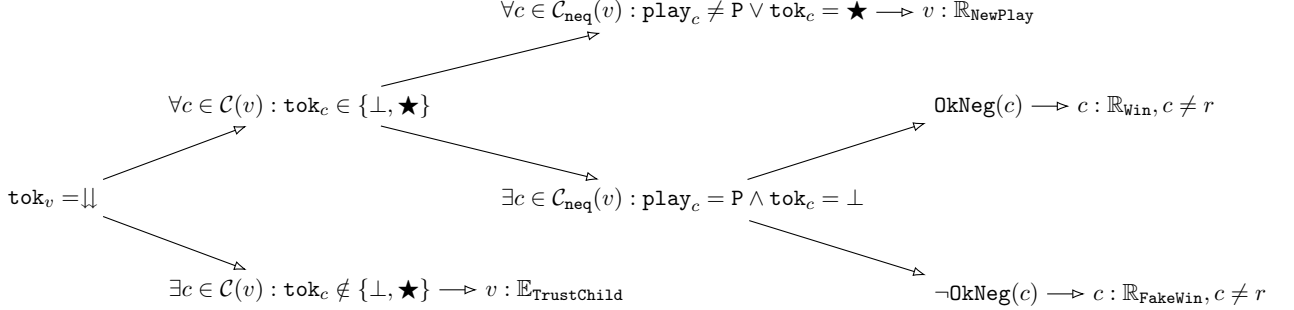 ∀c ∈ 𝒞_neq(v) : play_c ≠ P ∨ tok_c = ★ ⟶ v : ℝ_NewPlay
∀c ∈ 𝒞(v) : tok_c ∈ {⊥, ★}
OkNeg(c) ⟶ c : ℝ_Win, c ≠ r
tok_v = ⇊
∃c ∈ 𝒞_neq(v) : play_c = P ∧ tok_c = ⊥
∃c ∈ 𝒞(v) : tok_c ∉ {⊥, ★} ⟶ v : 𝔼_TrustChild
¬OkNeg(c) ⟶ c : ℝ_FakeWin, c ≠ r